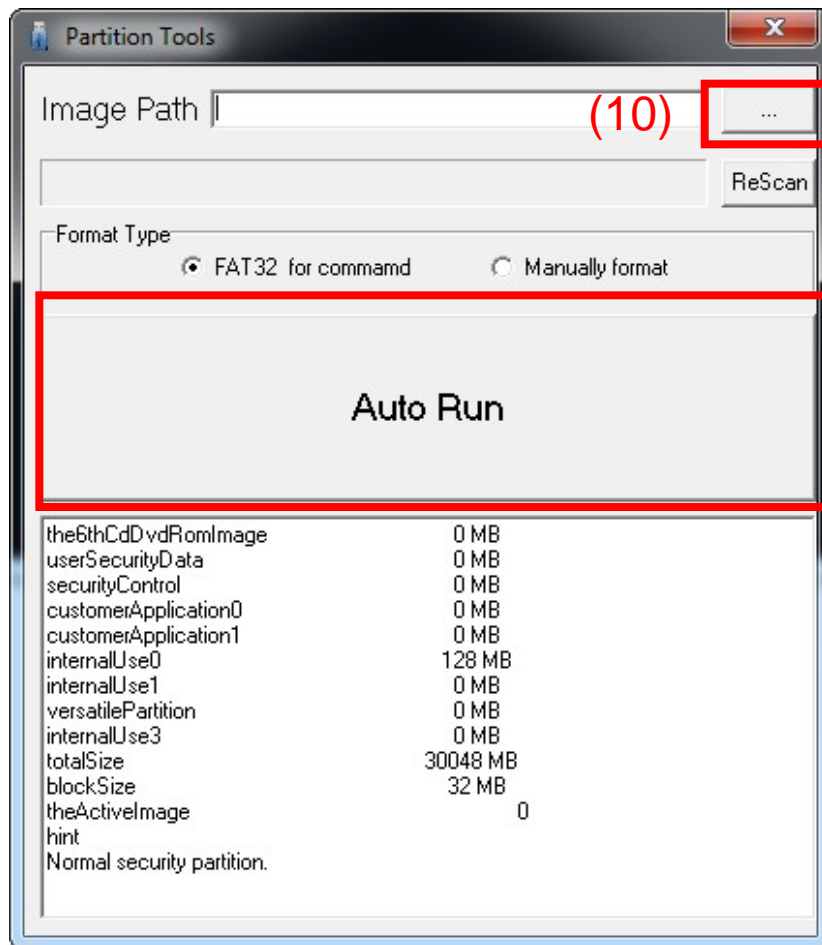 Partition Tools
Image Path (10) ...
ReScan
Format Type
FAT32 for commamd Manually format
Auto Run
the6thCdDvdRomImage 0 MB
userSecurityData 0 MB
securityControl 0 MB
customerApplication0 0 MB
customerApplication1 0 MB
internalUse0 128 MB
internalUse1 0 MB
versatilePartition 0 MB
internalUse3 0 MB
totalSize 30048 MB
blockSize 32 MB
theActiveImage 0
hint
Normal security partition.